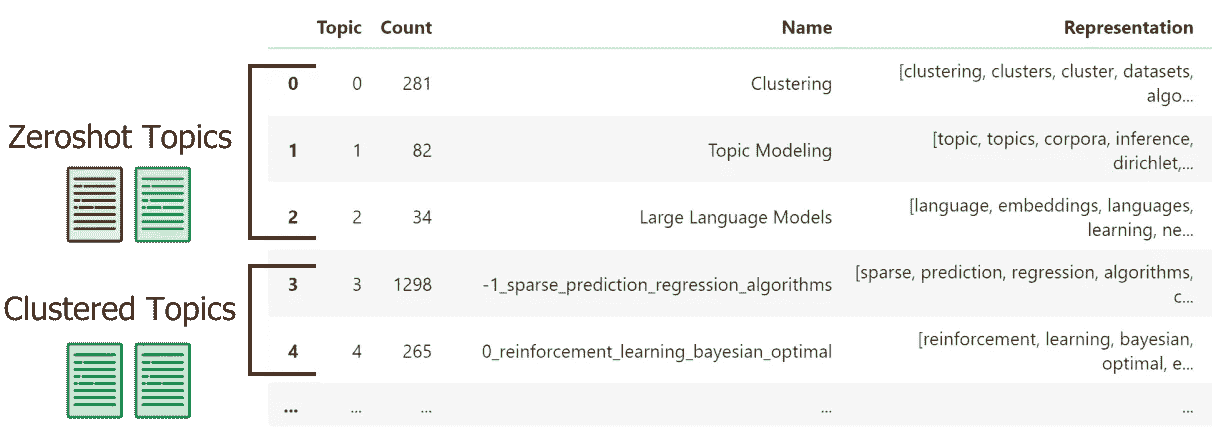 Topic Count Name Representation
Zeroshot Topics
0 0 281 Clustering [clustering, clusters, cluster, datasets,
algo...
1 1 82 Topic Modeling [topic, topics, corpora, inference,
dirichlet,...
2 2 34 Large Language Models [language, embeddings, languages,
learning, ne...
Clustered Topics
3 3 1298 -1_sparse_prediction_regression_algorithms [sparse, prediction, regression, algorithms,
c...
4 4 265 0_reinforcement_learning_bayesian_optimal [reinforcement, learning, bayesian,
optimal, e...
... ... ... ... ...